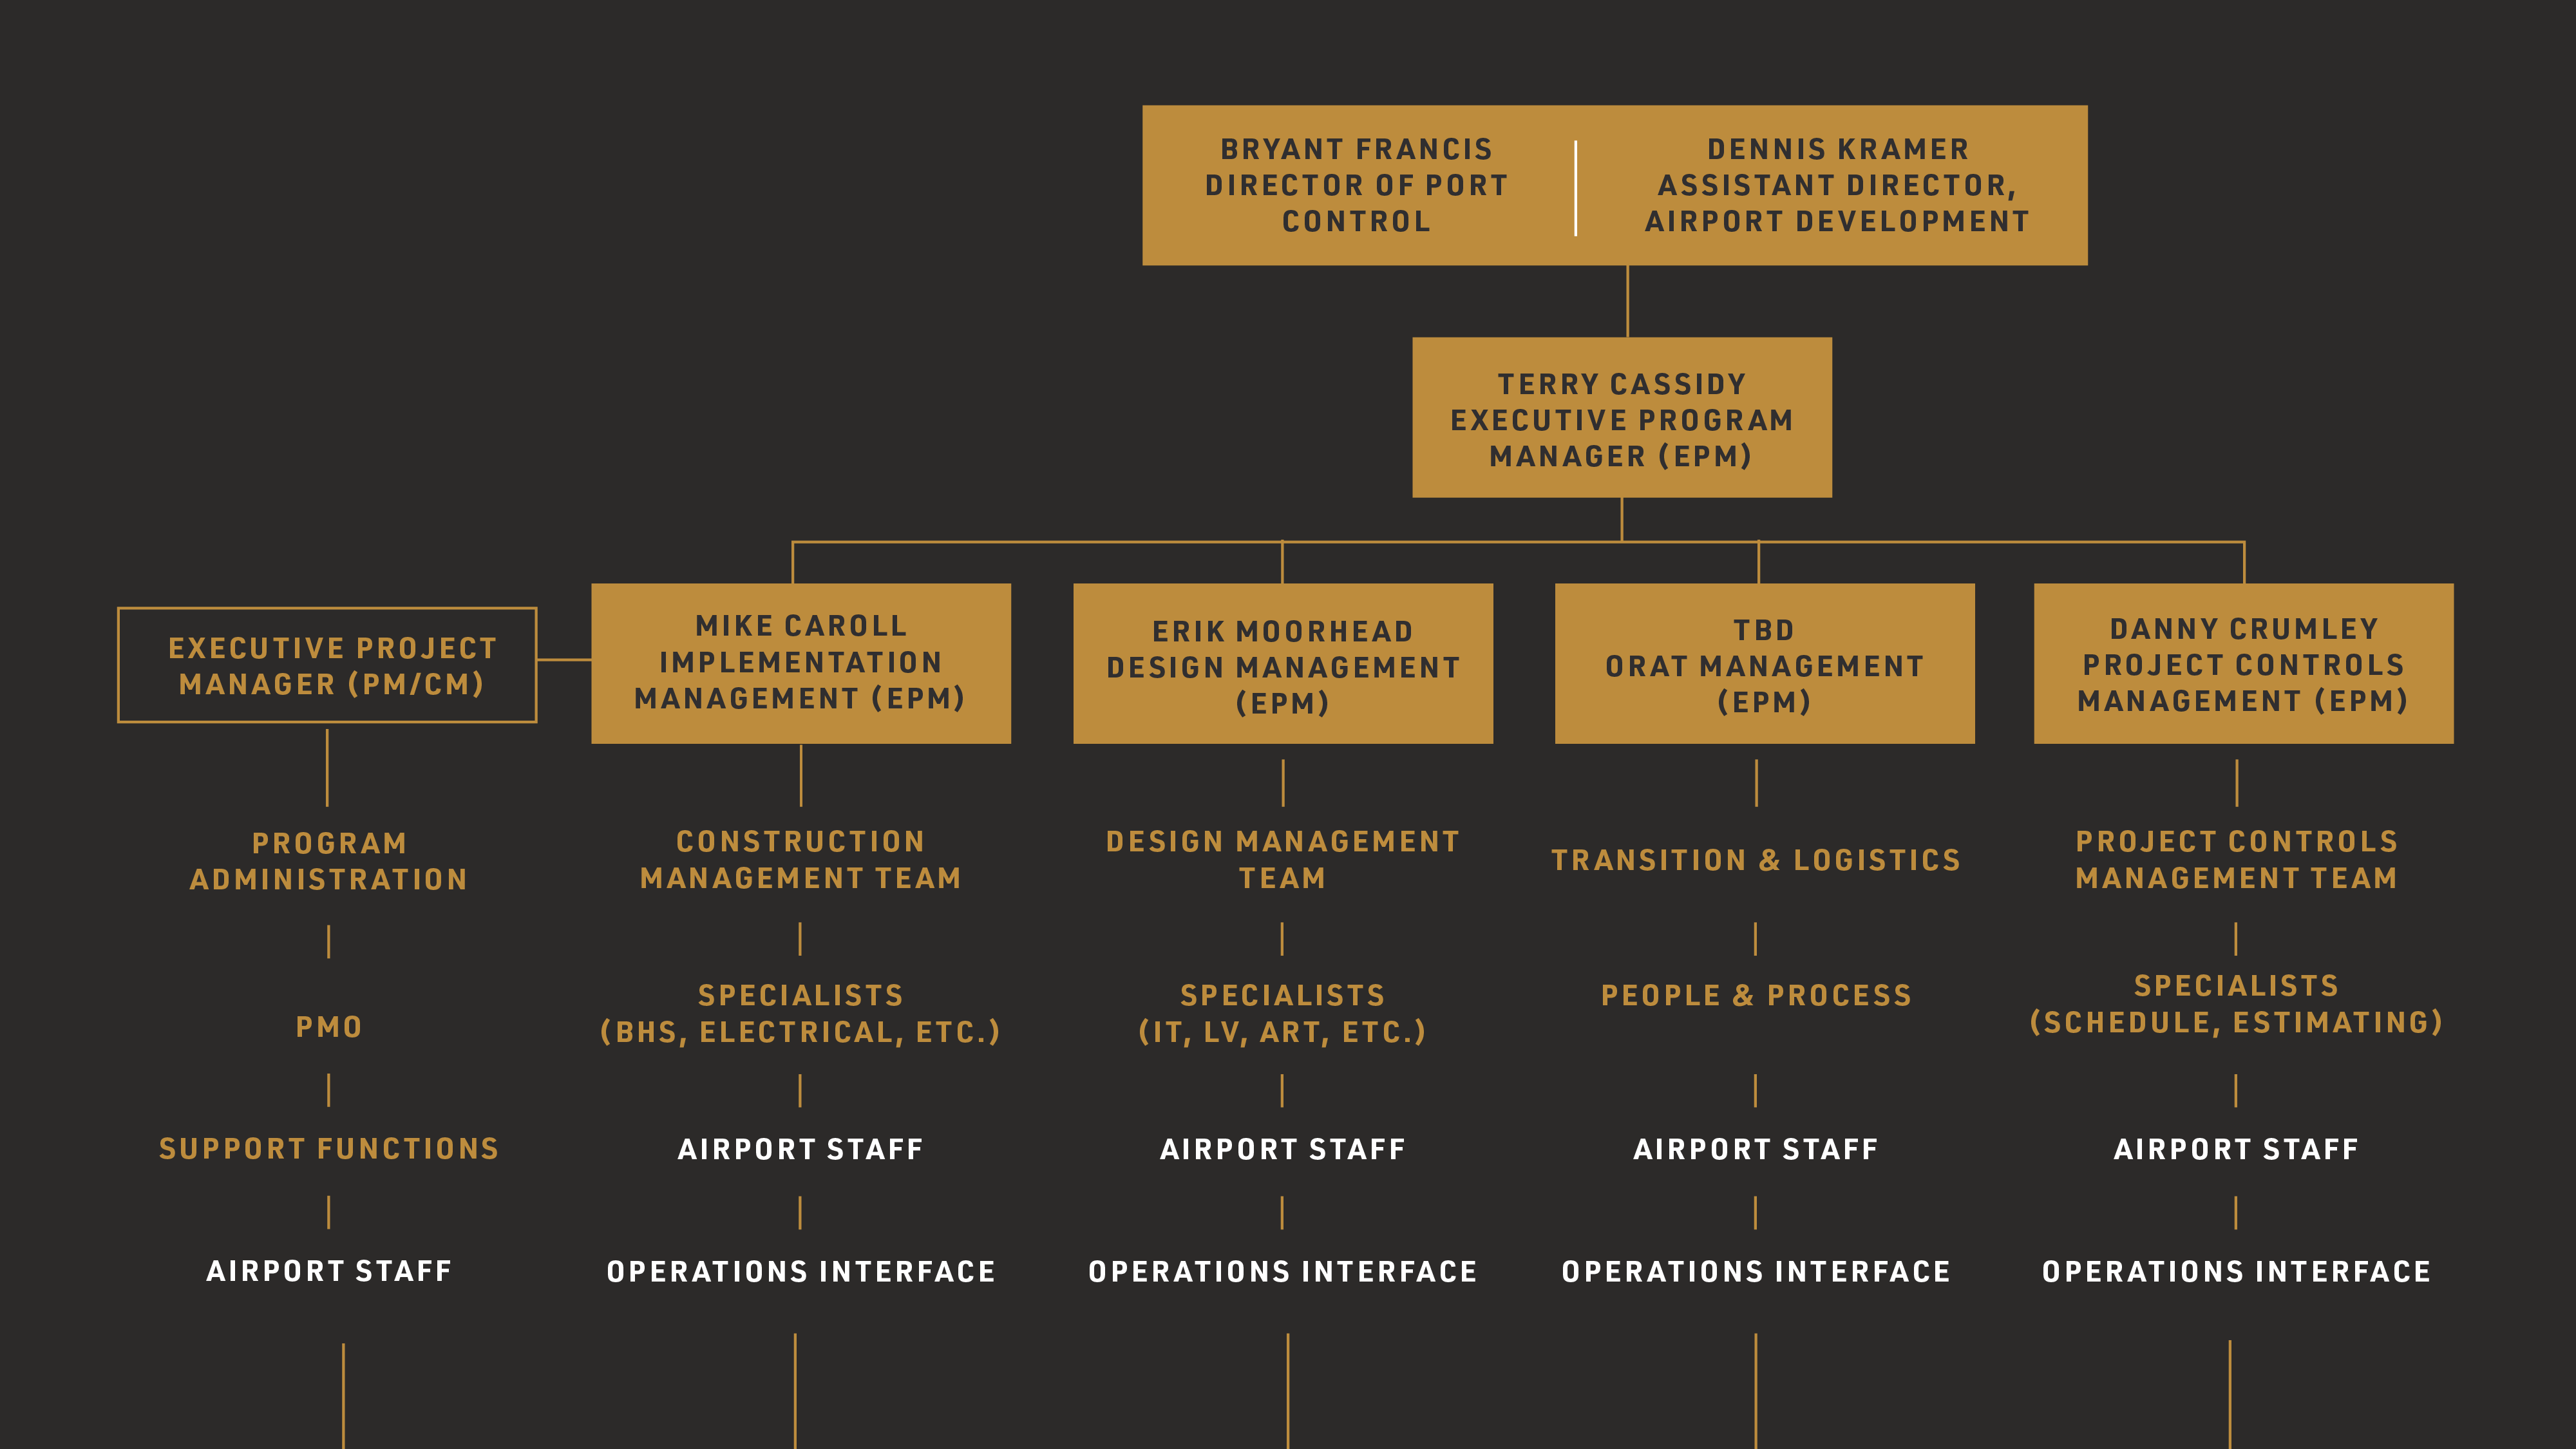 BRYANT FRANCIS
DIRECTOR OF PORT
CONTROL
DENNIS KRAMER
ASSISTANT DIRECTOR,
AIRPORT DEVELOPMENT
TERRY CASSIDY
EXECUTIVE PROGRAM
MANAGER (EPM)
EXECUTIVE PROJECT
MANAGER (PM/CM)
MIKE CAROLL
IMPLEMENTATION
MANAGEMENT (EPM)
ERIK MOORHEAD
DESIGN MANAGEMENT
(EPM)
TBD
ORAT MANAGEMENT
(EPM)
DANNY CRUMLEY
PROJECT CONTROLS
MANAGEMENT (EPM)
PROGRAM
ADMINISTRATION
CONSTRUCTION
MANAGEMENT TEAM
DESIGN MANAGEMENT
TEAM
TRANSITION & LOGISTICS
PROJECT CONTROLS
MANAGEMENT TEAM
PMO
SPECIALISTS
(BHS, ELECTRICAL, ETC.)
SPECIALISTS
(IT, LV, ART, ETC.)
PEOPLE & PROCESS
SPECIALISTS
(SCHEDULE, ESTIMATING)
SUPPORT FUNCTIONS
AIRPORT STAFF
AIRPORT STAFF
AIRPORT STAFF
AIRPORT STAFF
AIRPORT STAFF
OPERATIONS INTERFACE
OPERATIONS INTERFACE
OPERATIONS INTERFACE
OPERATIONS INTERFACE